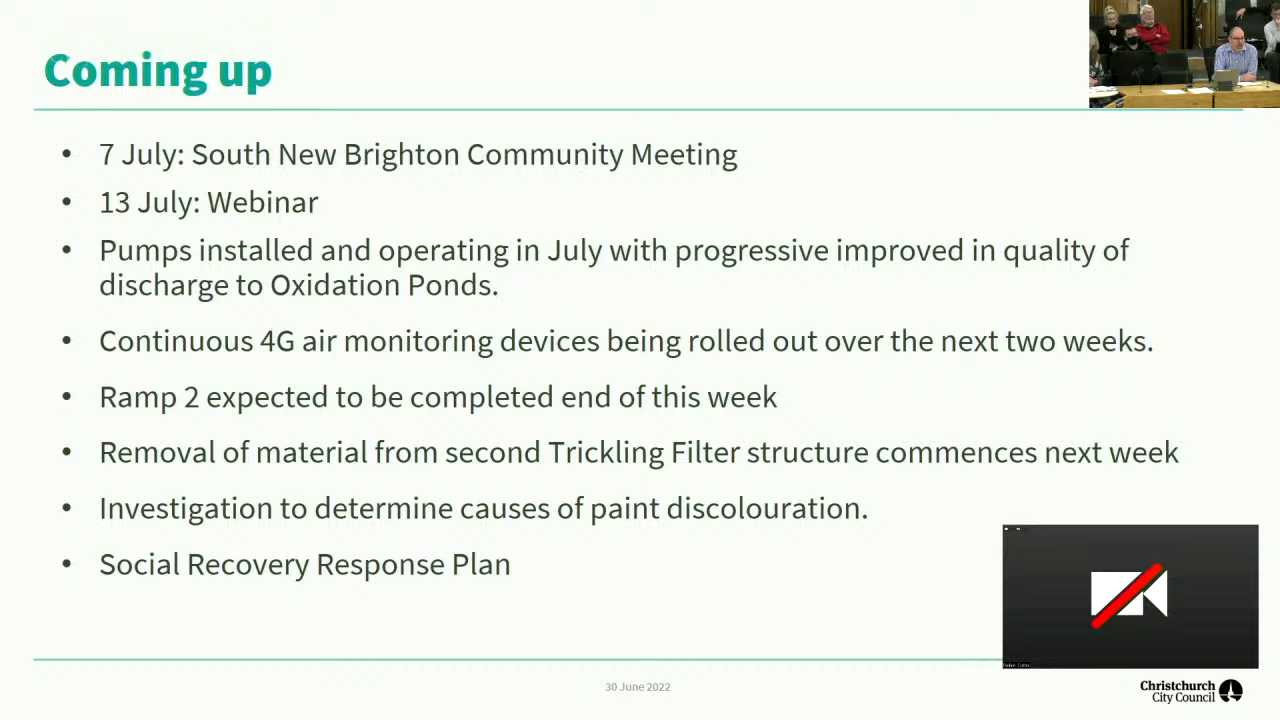 Coming up
• 7 July: South New Brighton Community Meeting
• 13 July: Webinar
• Pumps installed and operating in July with progressive improved in quality of
discharge to Oxidation Ponds.
• Continuous 4G air monitoring devices being rolled out over the next two weeks.
• Ramp 2 expected to be completed end of this week
• Removal of material from second Trickling Filter structure commences next week
• Investigation to determine causes of paint discolouration.
• Social Recovery Response Plan
30 June 2022
Christchurch
City Council